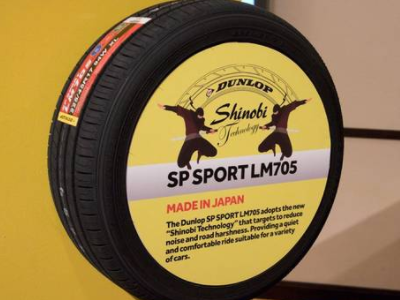 DUNLOP
Shinobi
Technology
SP SPORT LM705
MADE IN JAPAN
The Dunlop SP SPORT LM705 adopts the new
"Shinobi Technology" that targets to reduce
noise and road harshness. Providing a quiet
and comfortable ride suitable for a variety
of cars.